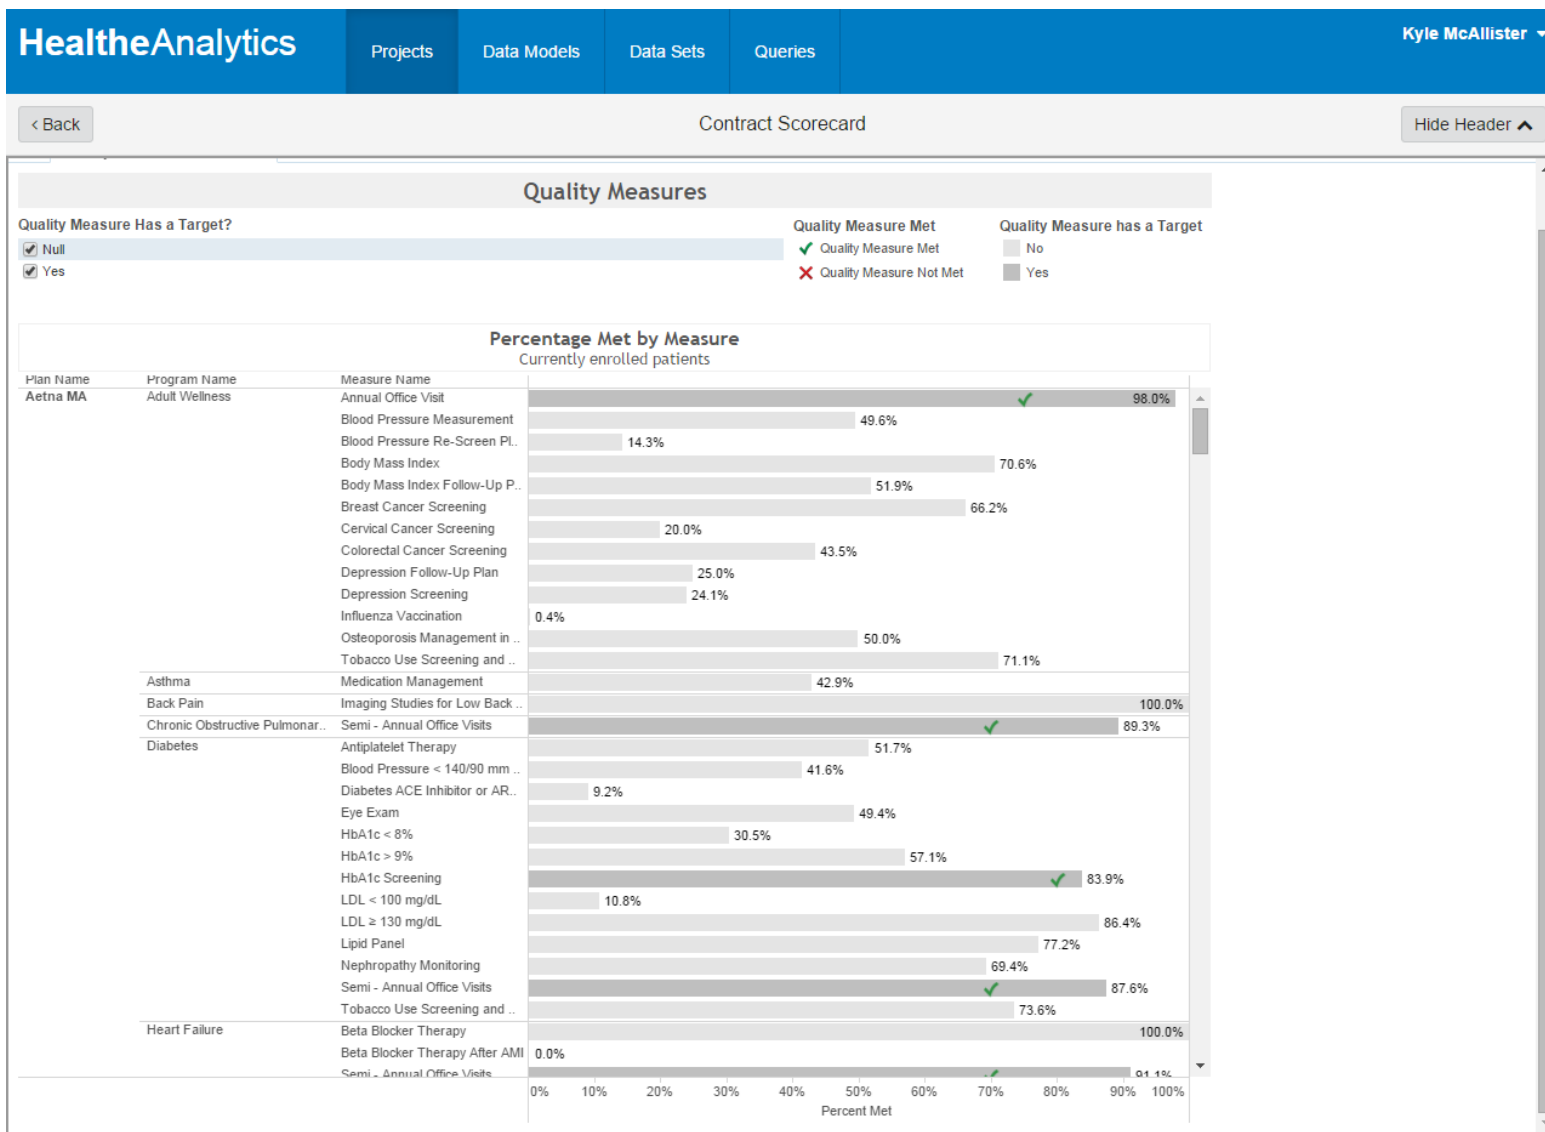 HealtheAnalytics Projects Data Models Data Sets Queries Kyle McAllister
< Back Contract Scorecard Hide Header
Quality Measures
Quality Measure Has a Target? Quality Measure Met Quality Measure has a Target
Null Quality Measure Met No
Yes Quality Measure Not Met Yes
Percentage Met by Measure
Currently enrolled patients
Plan Name Program Name Measure Name
Aetna MA Adult Wellness Annual Office Visit 98.0%
Blood Pressure Measurement 49.6%
Blood Pressure Re-Screen Pl.. 14.3%
Body Mass Index 70.6%
Body Mass Index Follow-Up P.. 51.9%
Breast Cancer Screening 66.2%
Cervical Cancer Screening 20.0%
Colorectal Cancer Screening 43.5%
Depression Follow-Up Plan 25.0%
Depression Screening 24.1%
Influenza Vaccination 0.4%
Osteoporosis Management in .. 50.0%
Tobacco Use Screening and .. 71.1%
Asthma Medication Management 42.9%
Back Pain Imaging Studies for Low Back .. 100.0%
Chronic Obstructive Pulmonar.. Semi - Annual Office Visits 89.3%
Diabetes Antiplatelet Therapy 51.7%
Blood Pressure < 140/90 mm .. 41.6%
Diabetes ACE Inhibitor or AR.. 9.2%
Eye Exam 49.4%
HbA1c < 8% 30.5%
HbA1c > 9% 57.1%
HbA1c Screening 83.9%
LDL < 100 mg/dL 10.8%
LDL ≥ 130 mg/dL 86.4%
Lipid Panel 77.2%
Nephropathy Monitoring 69.4%
Semi - Annual Office Visits 87.6%
Tobacco Use Screening and .. 73.6%
Heart Failure Beta Blocker Therapy 100.0%
Beta Blocker Therapy After AMI 0.0%
Semi - Annual Office Visits 91.1%
0% 10% 20% 30% 40% 50% 60% 70% 80% 90% 100%
Percent Met